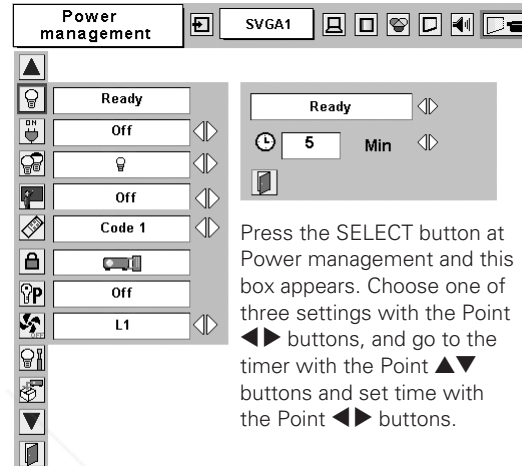 Power
management
SVGA1
Ready
ON
Off
Off
Code 1
P
Off
OFF
L1
Ready
5 Min
Press the SELECT button at
Power management and this
box appears. Choose one of
three settings with the Point
◀▶ buttons, and go to the
timer with the Point ▲▼
buttons and set time with
the Point ◀▶ buttons.